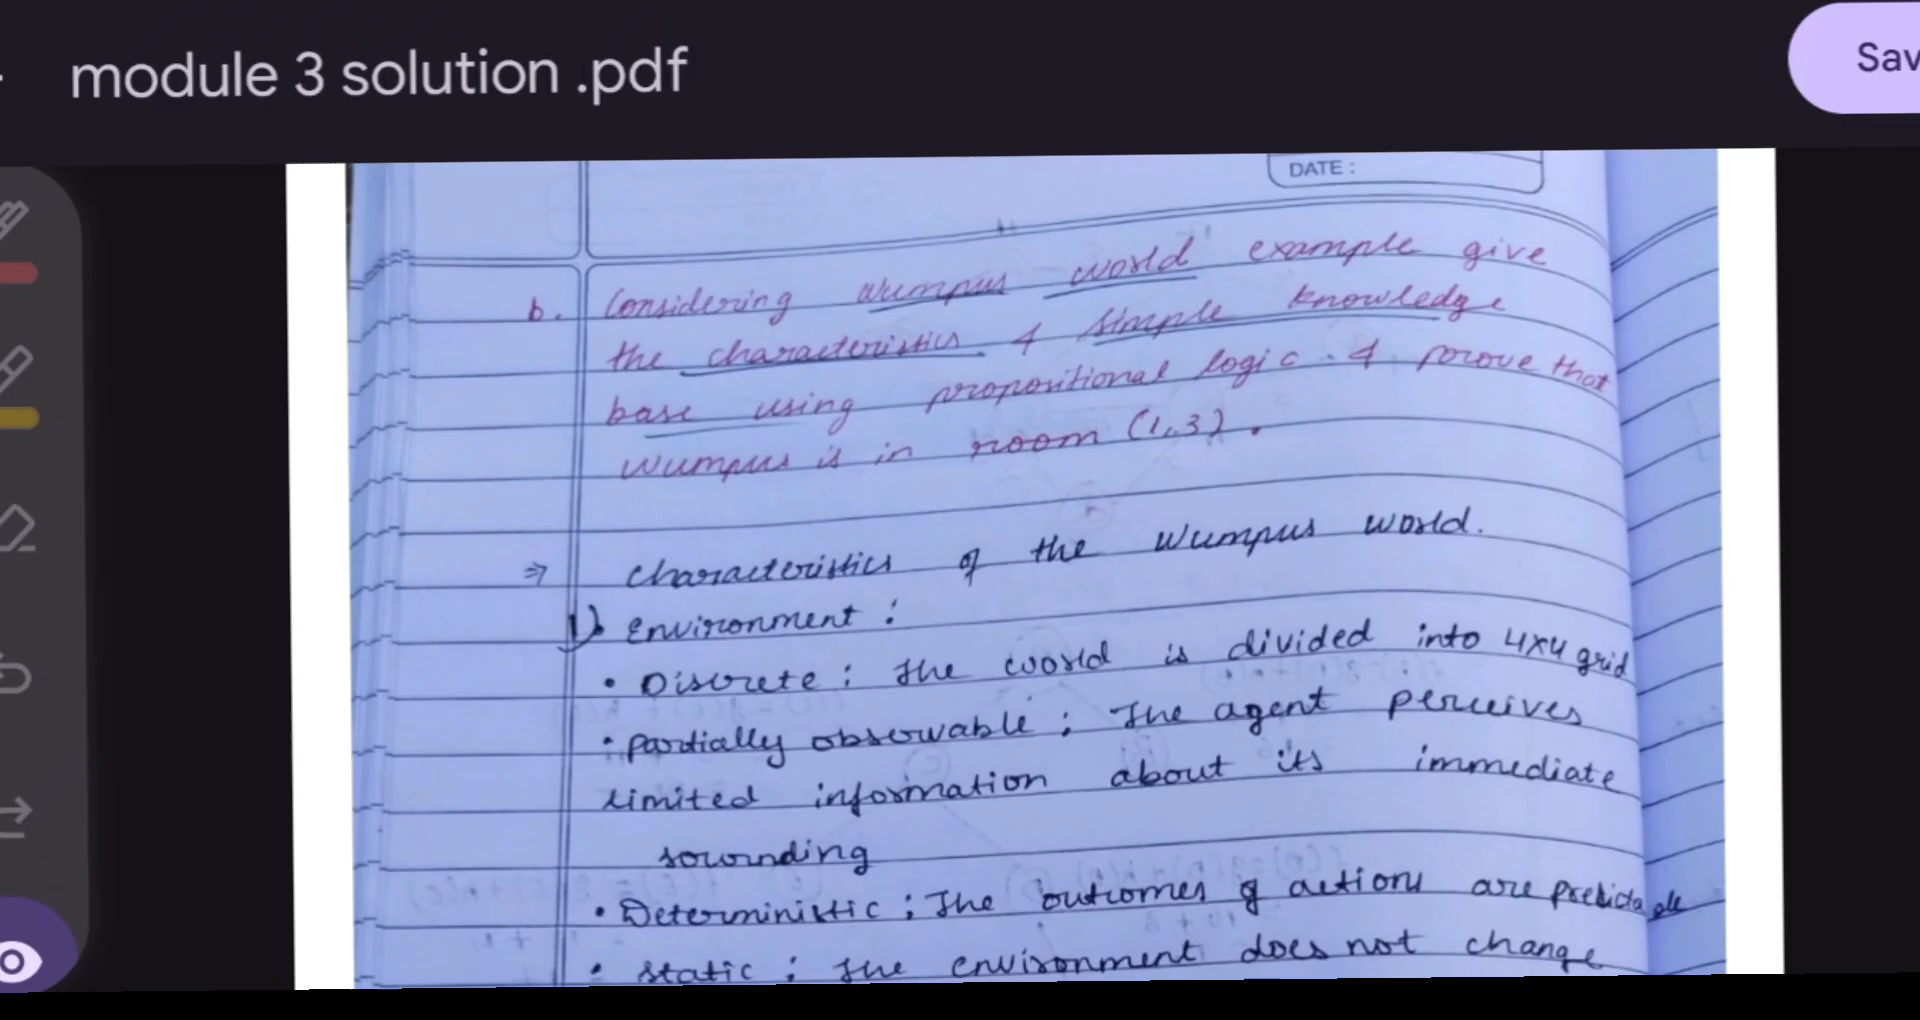 module 3 solution .pdf
Sav
DATE :
b. Considering wumpus world example give
the characteristics. & simple knowledge
base using propositional logic. & prove that
wumpus is in room (1,3).
⇒ characteristics of the Wumpus world.
1). Environment :
• Discrete : The world is divided into 4x4 grid
• partially observable : The agent perceives
limited information about its immediate
sorounding
• Deterministic : The outcomes of actions are predictable
• static : The environment does not change